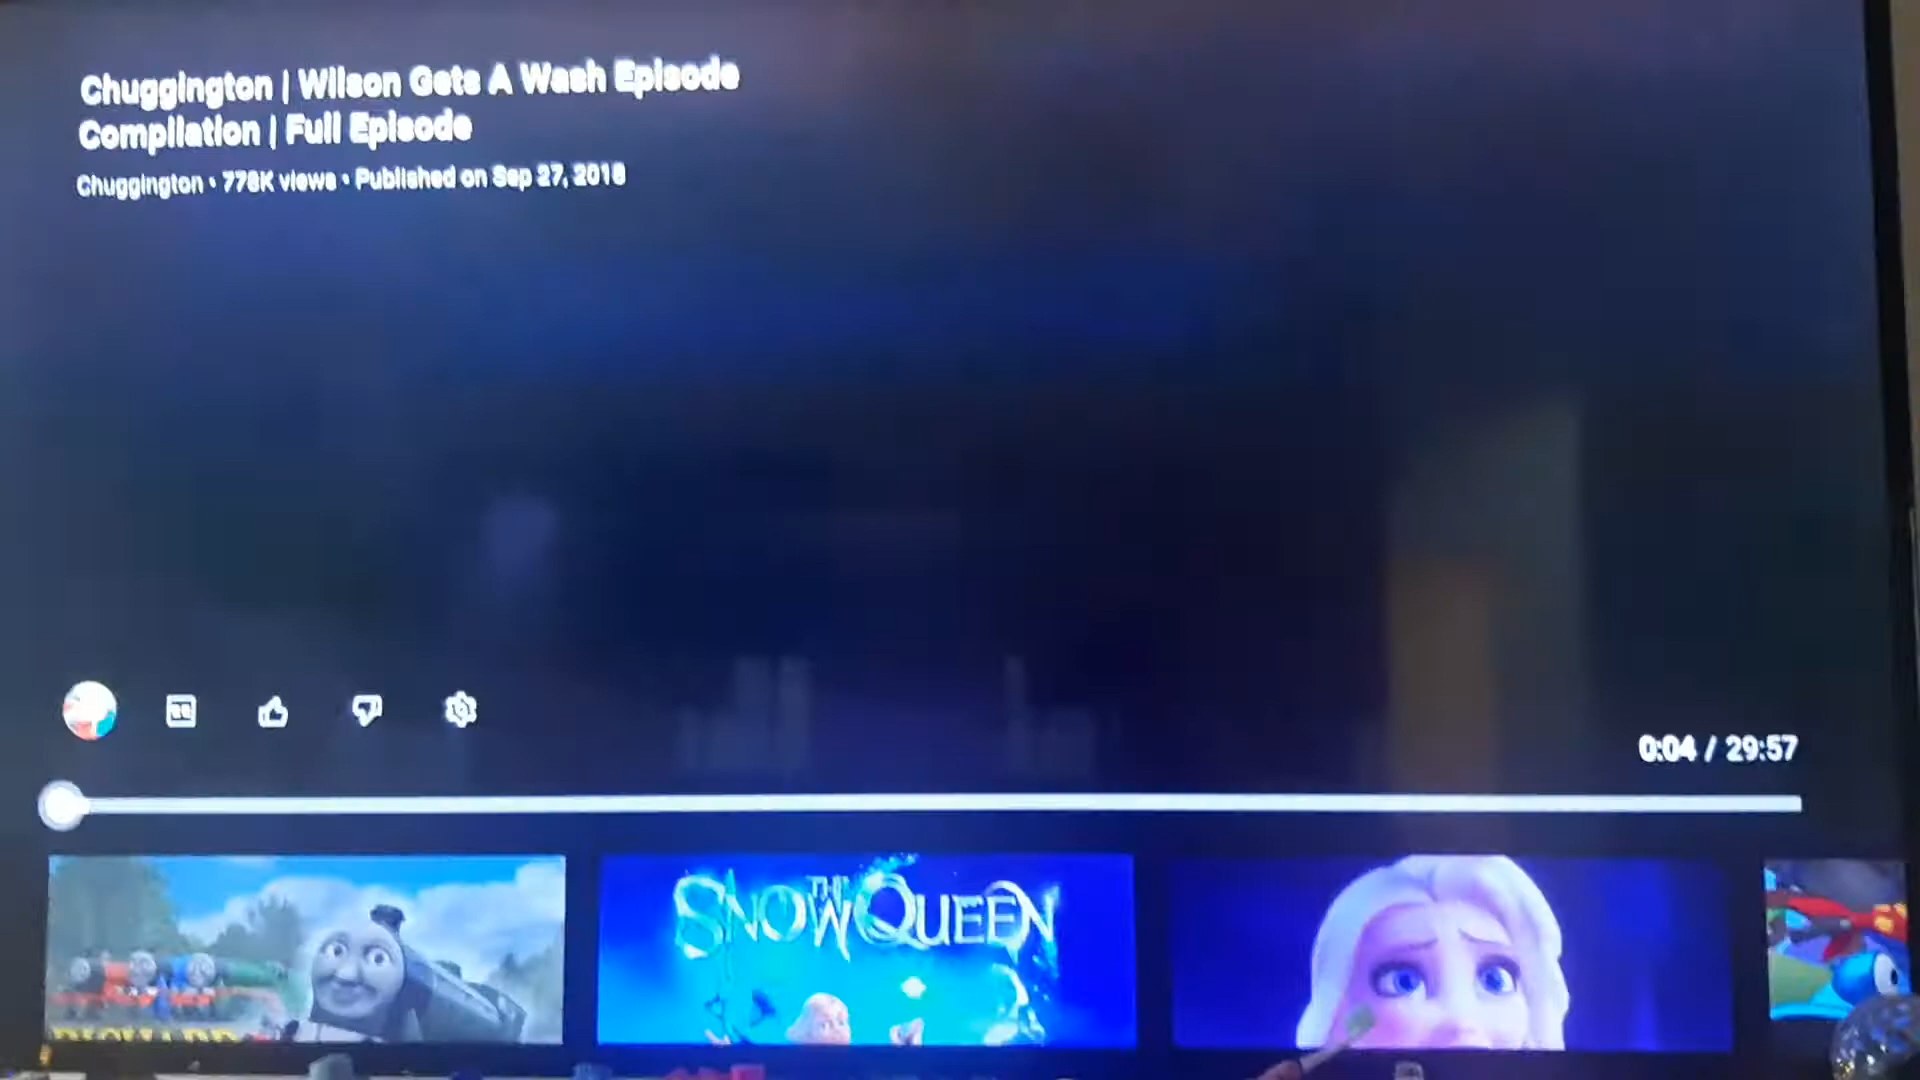 Chuggington | Wilson Gets A Wash Episode
Compilation | Full Episode
Chuggington • 778K views • Published on Sep 27, 2018
0:04 / 29:57
THE
SNOW QUEEN